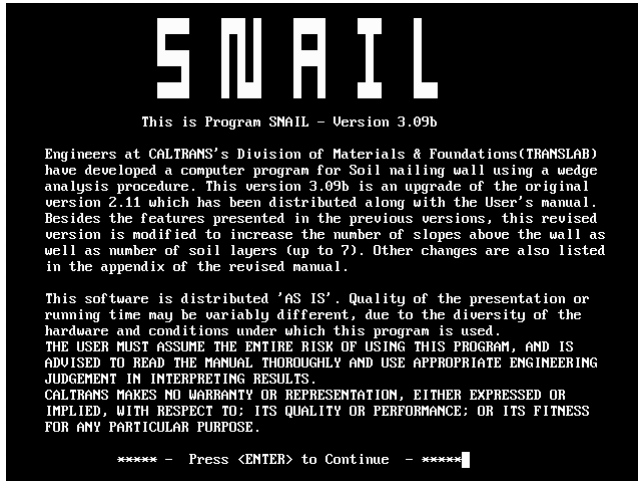 SNAIL
This is Program SNAIL - Version 3.09b
Engineers at CALTRANS's Division of Materials & Foundations(TRANSLAB)
have developed a computer program for Soil nailing wall using a wedge
analysis procedure. This version 3.09b is an upgrade of the original
version 2.11 which has been distributed along with the User's manual.
Besides the features presented in the previous versions, this revised
version is modified to increase the number of slopes above the wall as
well as number of soil layers (up to 7). Other changes are also listed
in the appendix of the revised manual.
This software is distributed 'AS IS'. Quality of the presentation or
running time may be variably different, due to the diversity of the
hardware and conditions under which this program is used.
THE USER MUST ASSUME THE ENTIRE RISK OF USING THIS PROGRAM, AND IS
ADVISED TO READ THE MANUAL THOROUGHLY AND USE APPROPRIATE ENGINEERING
JUDGEMENT IN INTERPRETING RESULTS.
CALTRANS MAKES NO WARRANTY OR REPRESENTATION, EITHER EXPRESSED OR
IMPLIED, WITH RESPECT TO; ITS QUALITY OR PERFORMANCE; OR ITS FITNESS
FOR ANY PARTICULAR PURPOSE.
***** - Press <ENTER> to Continue - *****